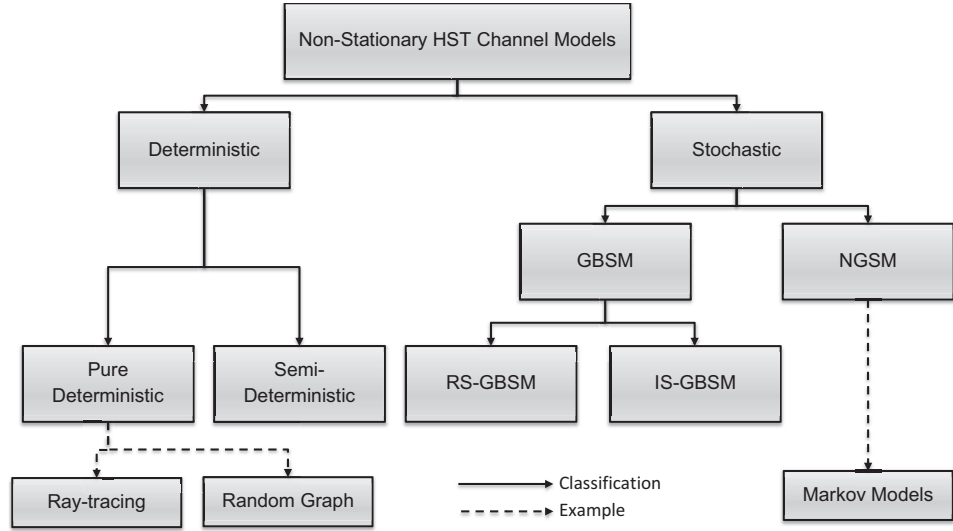 Non-Stationary HST Channel Models
Deterministic
Stochastic
GBSM
NGSM
Pure
Deterministic
Semi-
Deterministic
RS-GBSM
IS-GBSM
Ray-tracing
Random Graph
Classification
Example
Markov Models